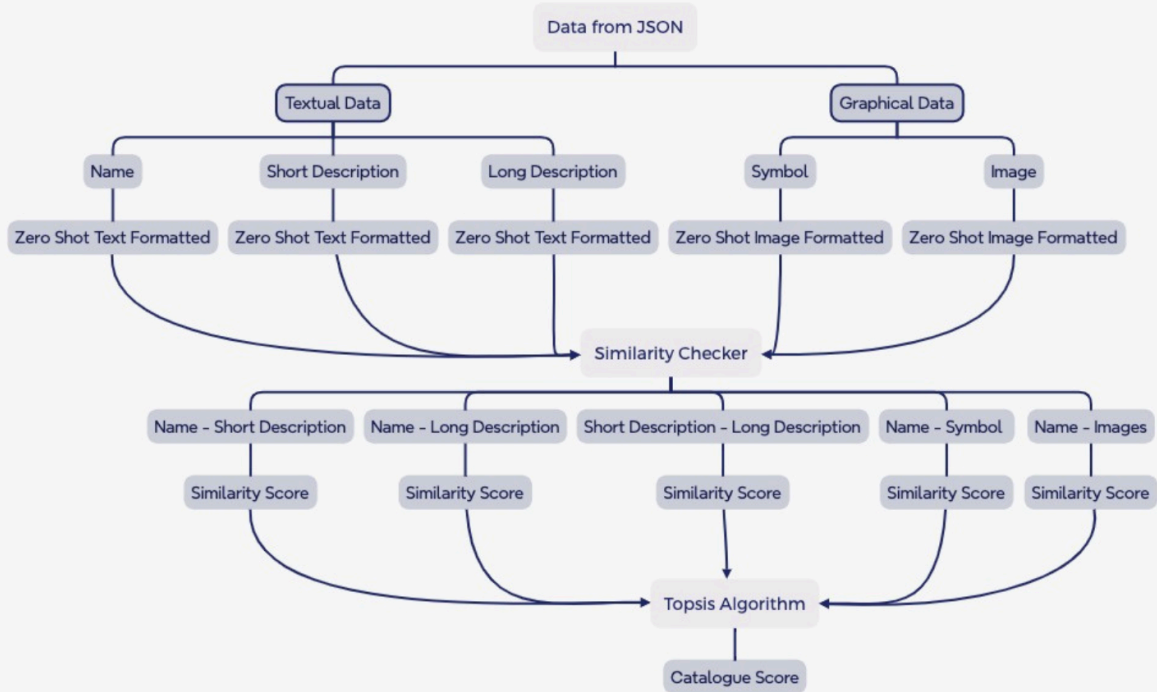 Data from JSON
Textual Data
Graphical Data
Name
Short Description
Long Description
Symbol
Image
Zero Shot Text Formatted
Zero Shot Text Formatted
Zero Shot Text Formatted
Zero Shot Image Formatted
Zero Shot Image Formatted
Similarity Checker
Name - Short Description
Name - Long Description
Short Description - Long Description
Name - Symbol
Name - Images
Similarity Score
Similarity Score
Similarity Score
Similarity Score
Similarity Score
Topsis Algorithm
Catalogue Score